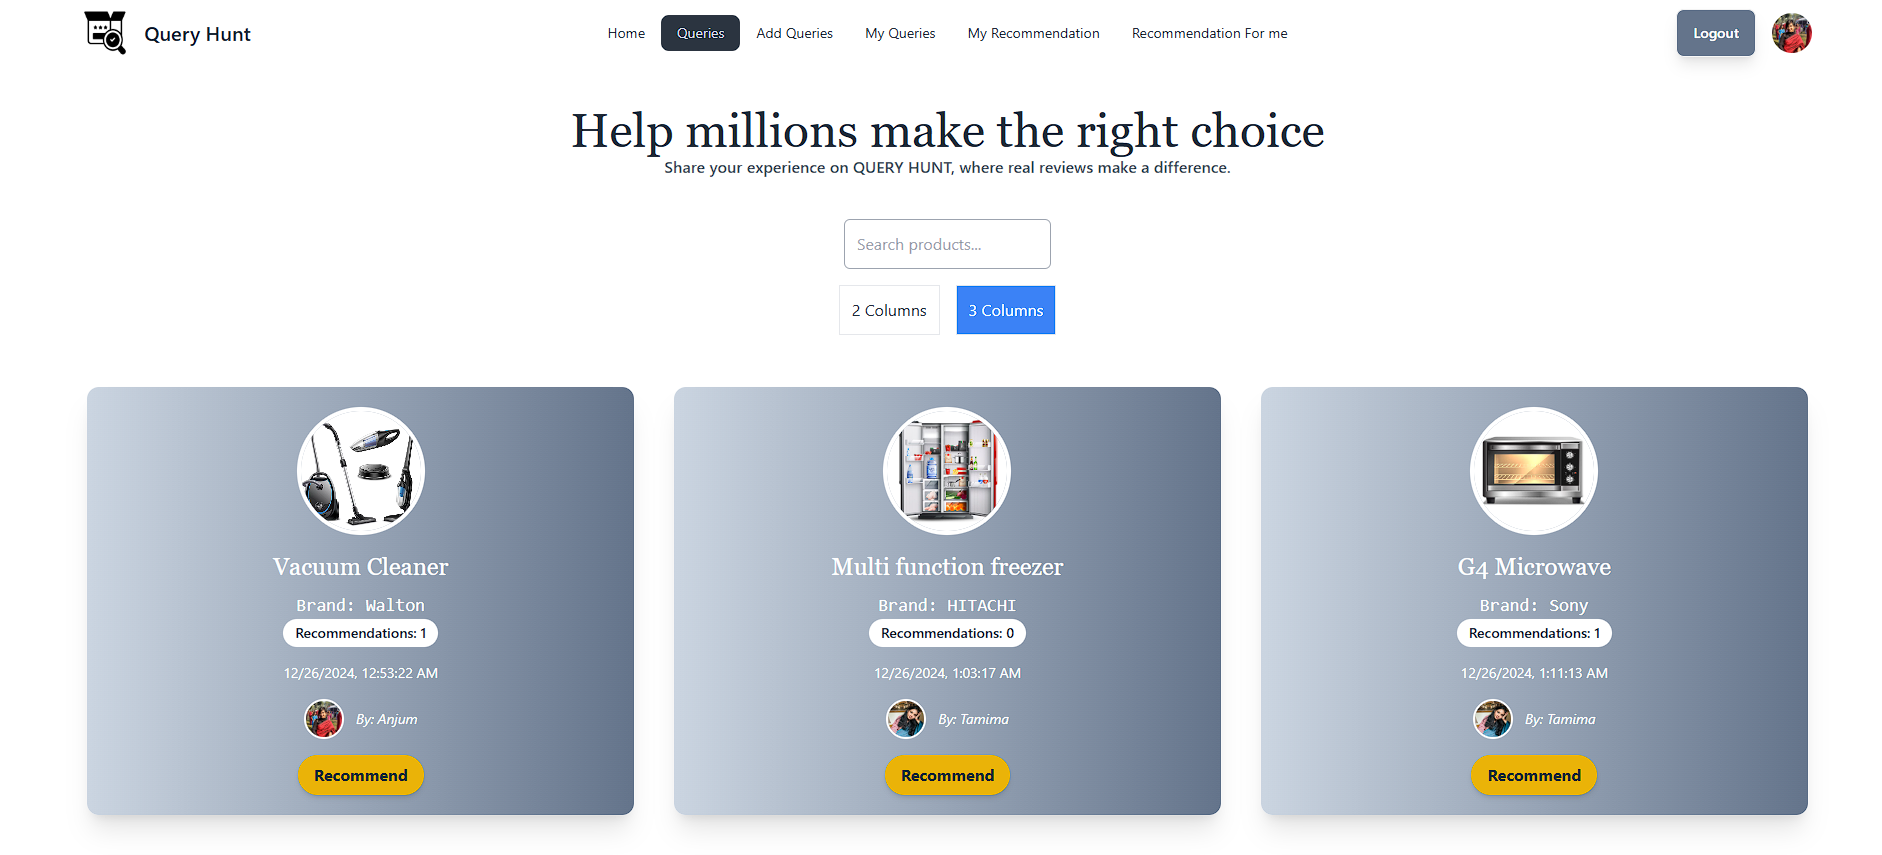 Query Hunt
Home Queries Add Queries My Queries My Recommendation Recommendation For me
Logout
Help millions make the right choice
Share your experience on QUERY HUNT, where real reviews make a difference.
Search products...
2 Columns 3 Columns
Vacuum Cleaner
Brand: Walton
Recommendations: 1
12/26/2024, 12:53:22 AM
By: Anjum
Recommend
Multi function freezer
Brand: HITACHI
Recommendations: 0
12/26/2024, 1:03:17 AM
By: Tamima
Recommend
G4 Microwave
Brand: Sony
Recommendations: 1
12/26/2024, 1:11:13 AM
By: Tamima
Recommend